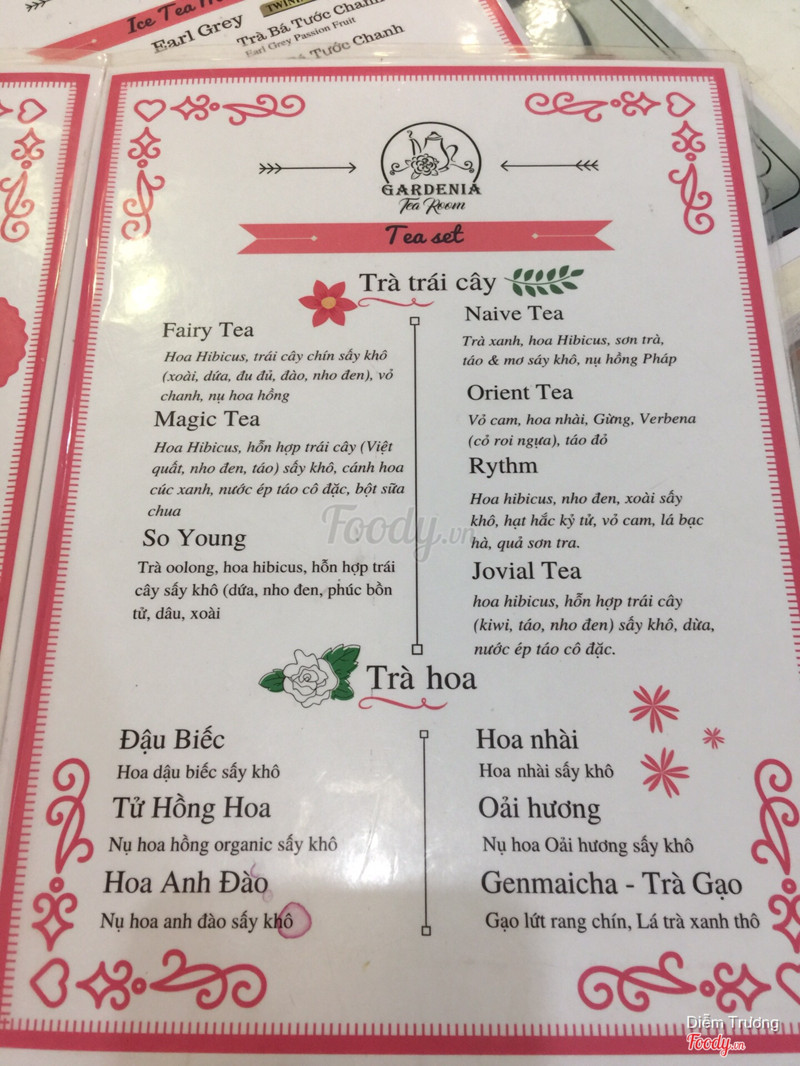 Ice Tea
Earl Grey
Trà Bá Tước Chanh
Earl Grey Passion Fruit
Tước Chanh
GARDENIA
Tea Room
Tea set
Trà trái cây
Fairy Tea
Hoa Hibicus, trái cây chín sấy khô
(xoài, dứa, đu đủ, đào, nho đen), vỏ
chanh, nụ hoa hồng
Magic Tea
Hoa Hibicus, hỗn hợp trái cây (Việt
quất, nho đen, táo) sấy khô, cánh hoa
cúc xanh, nước ép táo cô đặc, bột sữa
chua
So Young
Trà oolong, hoa hibicus, hỗn hợp trái
cây sấy khô (dứa, nho đen, phúc bồn
tử, dâu, xoài
Naive Tea
Trà xanh, hoa Hibicus, sơn trà,
táo & mơ sáy khô, nụ hồng Pháp
Orient Tea
Vỏ cam, hoa nhài, Gừng, Verbena
(cỏ roi ngựa), táo đỏ
Rythm
Hoa hibicus, nho đen, xoài sấy
khô, hạt hắc kỷ tử, vỏ cam, lá bạc
hà, quả sơn tra.
Jovial Tea
hoa hibicus, hỗn hợp trái cây
(kiwi, táo, nho đen) sấy khô, dừa,
nước ép táo cô đặc.
Foody.vn
Trà hoa
Đậu Biếc
Hoa dậu biếc sấy khô
Tử Hồng Hoa
Nụ hoa hồng organic sấy khô
Hoa Anh Đào
Nụ hoa anh đào sấy khô
Hoa nhài
Hoa nhài sấy khô
Oải hương
Nụ hoa Oải hương sấy khô
Genmaicha - Trà Gạo
Gạo lứt rang chín, Lá trà xanh thô
Diễm Trương
Foody.vn